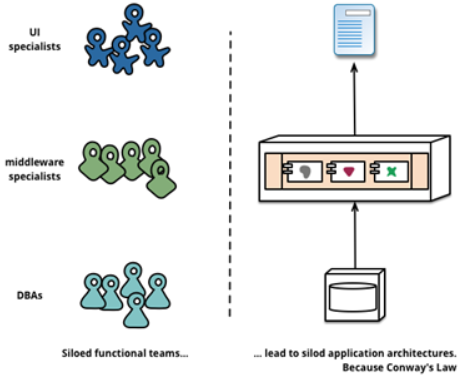 UI
specialists
middleware
specialists
DBAs
Siloed functional teams...
... lead to silod application architectures.
Because Conway's Law